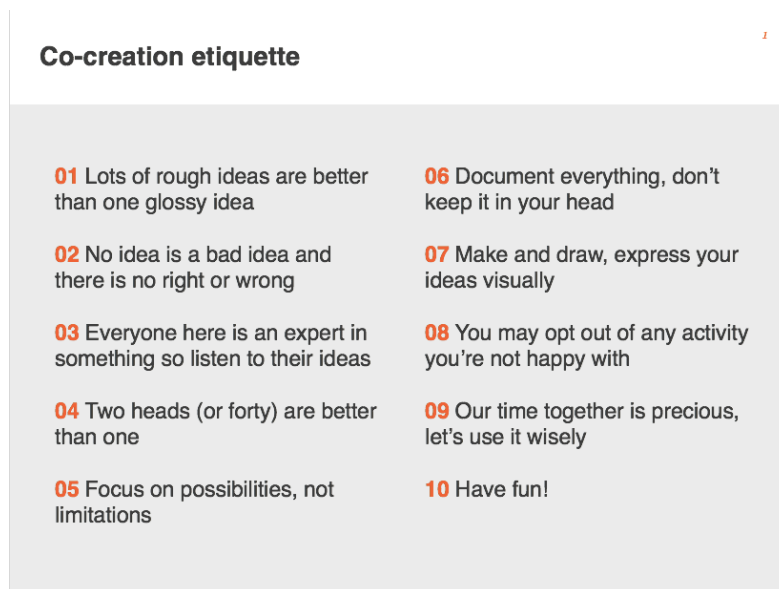 1
Co-creation etiquette
01 Lots of rough ideas are better
than one glossy idea
02 No idea is a bad idea and
there is no right or wrong
03 Everyone here is an expert in
something so listen to their ideas
04 Two heads (or forty) are better
than one
05 Focus on possibilities, not
limitations
06 Document everything, don’t
keep it in your head
07 Make and draw, express your
ideas visually
08 You may opt out of any activity
you’re not happy with
09 Our time together is precious,
let’s use it wisely
10 Have fun!